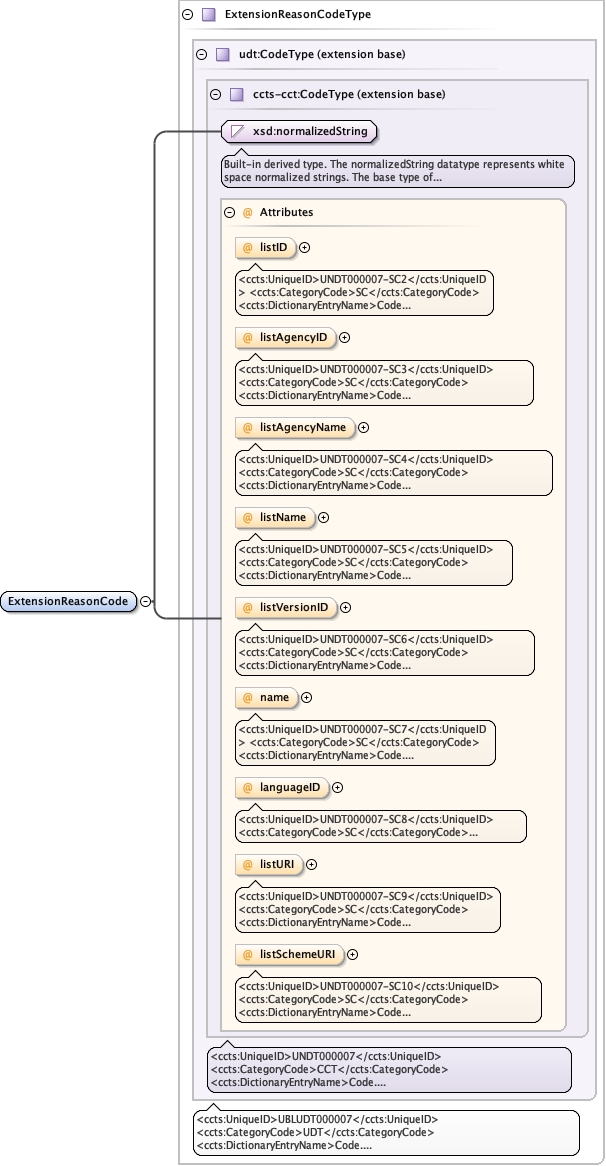 ExtensionReasonCodeType
udt:CodeType (extension base)
ccts-cct:CodeType (extension base)
xsd:normalizedString
Built-in derived type. The normalizedString datatype represents white
space normalized strings. The base type of...
@ Attributes
@ listID
<ccts:UniqueID>UNDT000007-SC2</ccts:UniqueID
> <ccts:CategoryCode>SC</ccts:CategoryCode>
<ccts:DictionaryEntryName>Code...
@ listAgencyID
<ccts:UniqueID>UNDT000007-SC3</ccts:UniqueID>
<ccts:CategoryCode>SC</ccts:CategoryCode>
<ccts:DictionaryEntryName>Code...
@ listAgencyName
<ccts:UniqueID>UNDT000007-SC4</ccts:UniqueID>
<ccts:CategoryCode>SC</ccts:CategoryCode>
<ccts:DictionaryEntryName>Code...
@ listName
<ccts:UniqueID>UNDT000007-SC5</ccts:UniqueID>
<ccts:CategoryCode>SC</ccts:CategoryCode>
<ccts:DictionaryEntryName>Code...
ExtensionReasonCode
@ listVersionID
<ccts:UniqueID>UNDT000007-SC6</ccts:UniqueID>
<ccts:CategoryCode>SC</ccts:CategoryCode>
<ccts:DictionaryEntryName>Code...
@ name
<ccts:UniqueID>UNDT000007-SC7</ccts:UniqueID
> <ccts:CategoryCode>SC</ccts:CategoryCode>
<ccts:DictionaryEntryName>Code....
@ languageID
<ccts:UniqueID>UNDT000007-SC8</ccts:UniqueID>
<ccts:CategoryCode>SC</ccts:CategoryCode>...
@ listURI
<ccts:UniqueID>UNDT000007-SC9</ccts:UniqueID>
<ccts:CategoryCode>SC</ccts:CategoryCode>
<ccts:DictionaryEntryName>Code...
@ listSchemeURI
<ccts:UniqueID>UNDT000007-SC10</ccts:UniqueID>
<ccts:CategoryCode>SC</ccts:CategoryCode>
<ccts:DictionaryEntryName>Code...
<ccts:UniqueID>UNDT000007</ccts:UniqueID>
<ccts:CategoryCode>CCT</ccts:CategoryCode>
<ccts:DictionaryEntryName>Code....
<ccts:UniqueID>UBLUDT000007</ccts:UniqueID>
<ccts:CategoryCode>UDT</ccts:CategoryCode>
<ccts:DictionaryEntryName>Code....